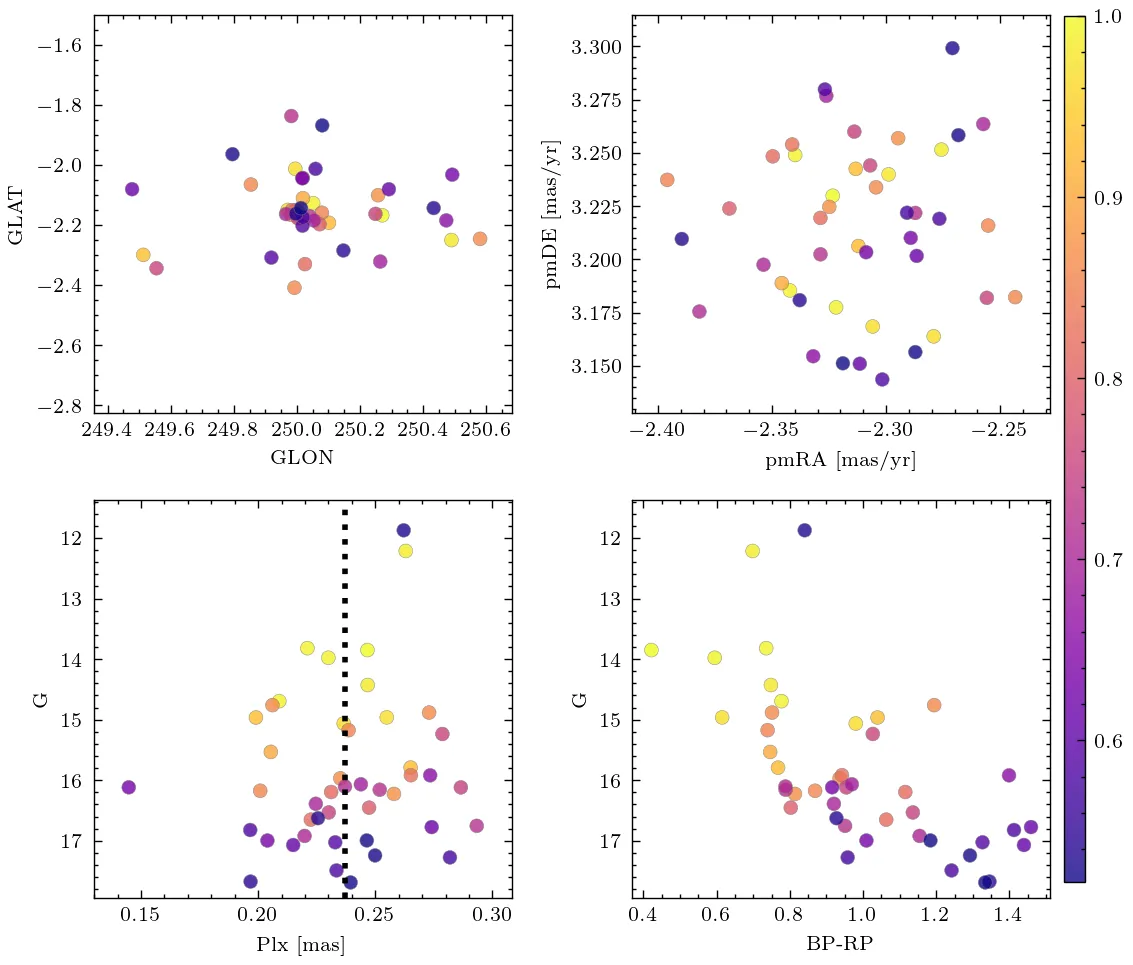 −1.6
−1.8
−2.0
−2.2
−2.4
−2.6
−2.8
GLAT
249.4 249.6 249.8 250.0 250.2 250.4 250.6
GLON
3.300
3.275
3.250
3.225
3.200
3.175
3.150
pmDE [mas/yr]
−2.40 −2.35 −2.30 −2.25
pmRA [mas/yr]
12
13
14
15
16
17
G
0.15 0.20 0.25 0.30
Plx [mas]
12
13
14
15
16
17
G
0.4 0.6 0.8 1.0 1.2 1.4
BP-RP
1.0
0.9
0.8
0.7
0.6